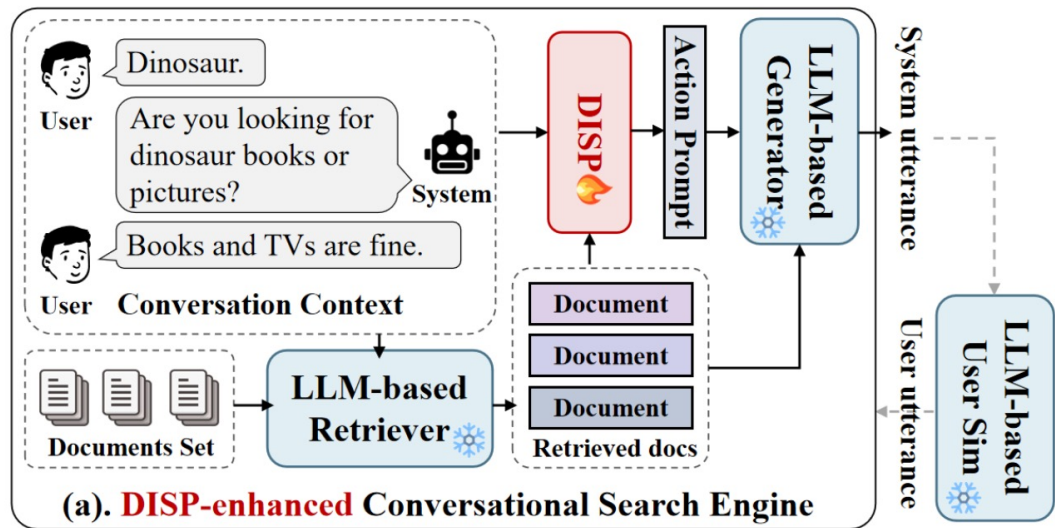 Dinosaur.
User
Are you looking for
dinosaur books or
pictures?
System
Books and TVs are fine.
User
Conversation Context
Documents Set
LLM-based
Retriever
Document
Document
Document
Retrieved docs
DISP
Action Prompt
LLM-based
Generator
System utterance
User utterance
LLM-based
User Sim
(a). DISP-enhanced Conversational Search Engine